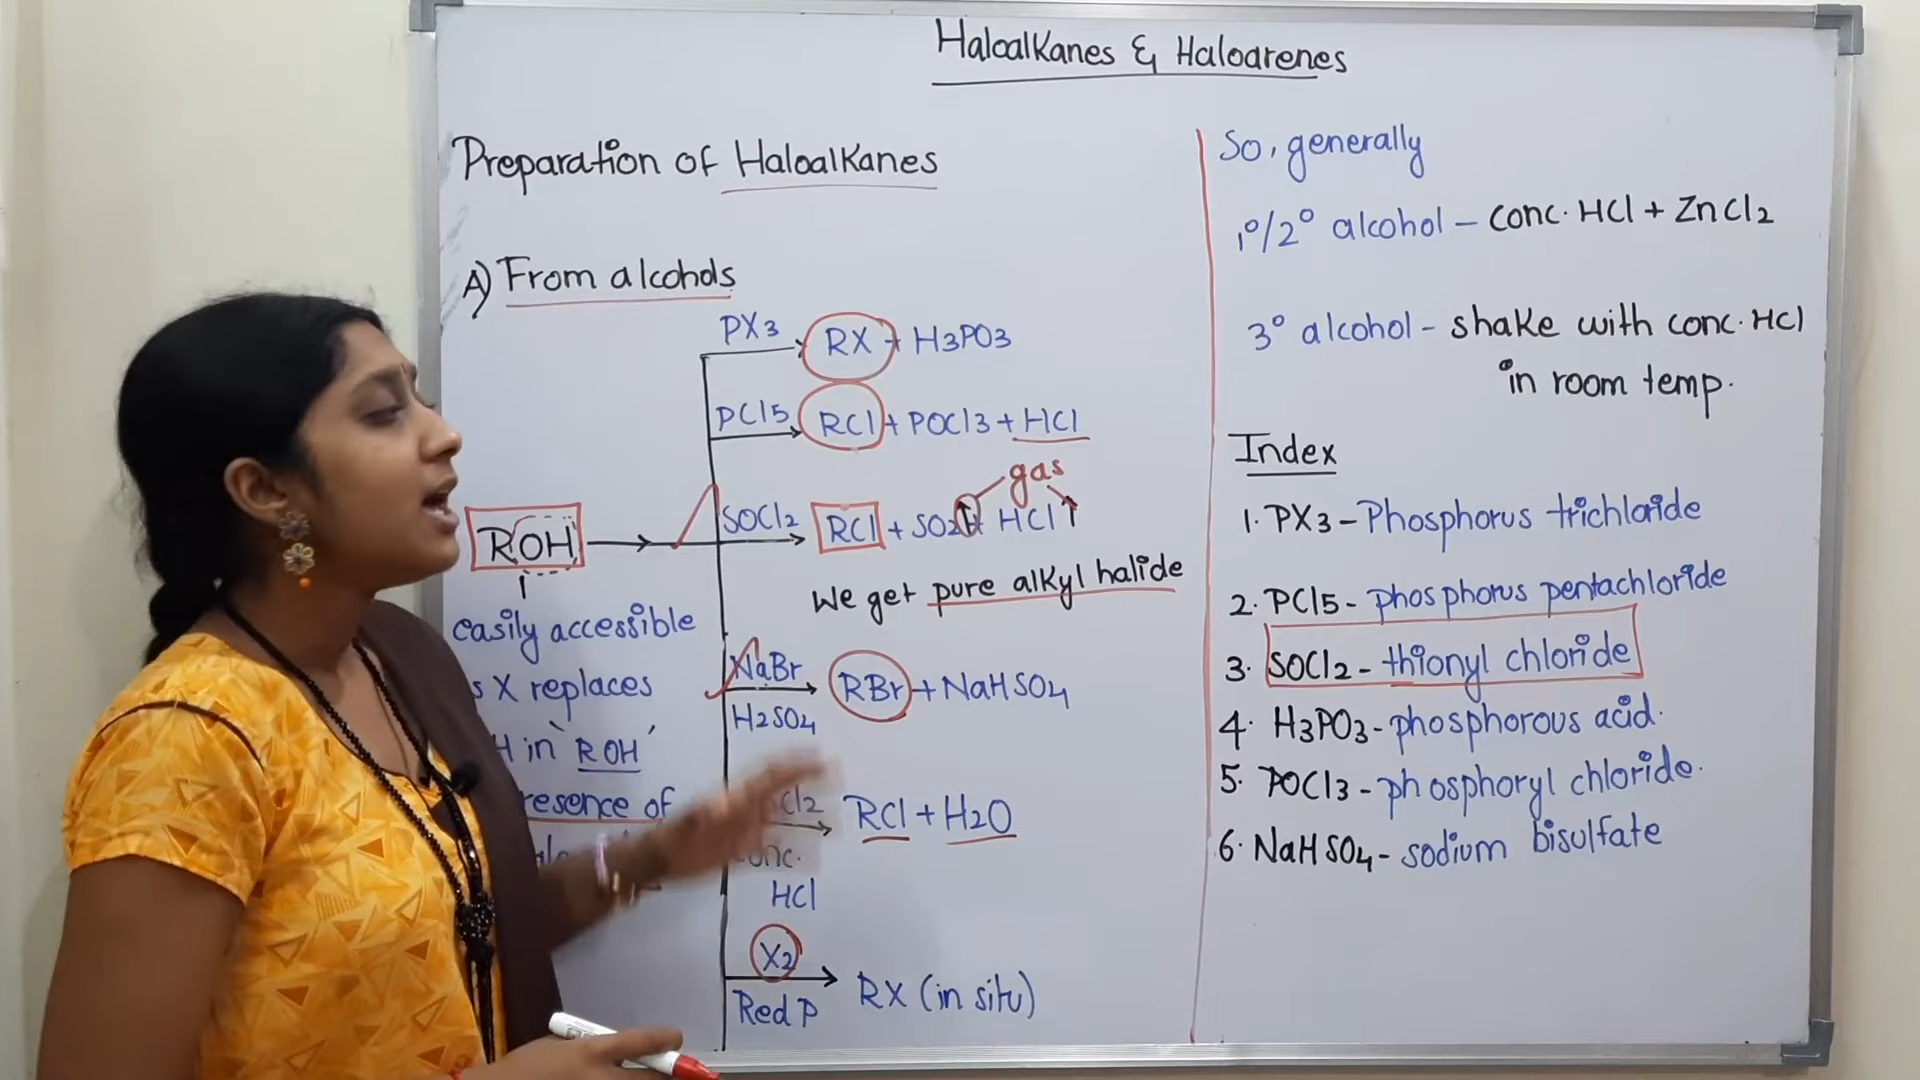 Haloalkanes & Haloarenes
Preparation of Haloalkanes
A) From alcohols
PX3 RX + H3PO3
PCl5 RCl + POCl3 + HCl
gas
ROH SOCl2 RCl + SO2↑+ HCl↑
We get pure alkyl halide
easily accessible
X replaces
in 'ROH'
of
NaBr RBr + NaHSO4
H2SO4
RCl + H2O
HCl
X2
Red P RX (in situ)
So, generally
1°/2° alcohol - conc. HCl + ZnCl2
3° alcohol - shake with conc. HCl
in room temp.
Index
1. PX3 - Phosphorus trichloride
2. PCl5 - phosphorus pentachloride
3. SOCl2 - thionyl chloride
4. H3PO3 - phosphorous acid.
5. POCl3 - phosphoryl chloride.
6. NaHSO4 - sodium bisulfate